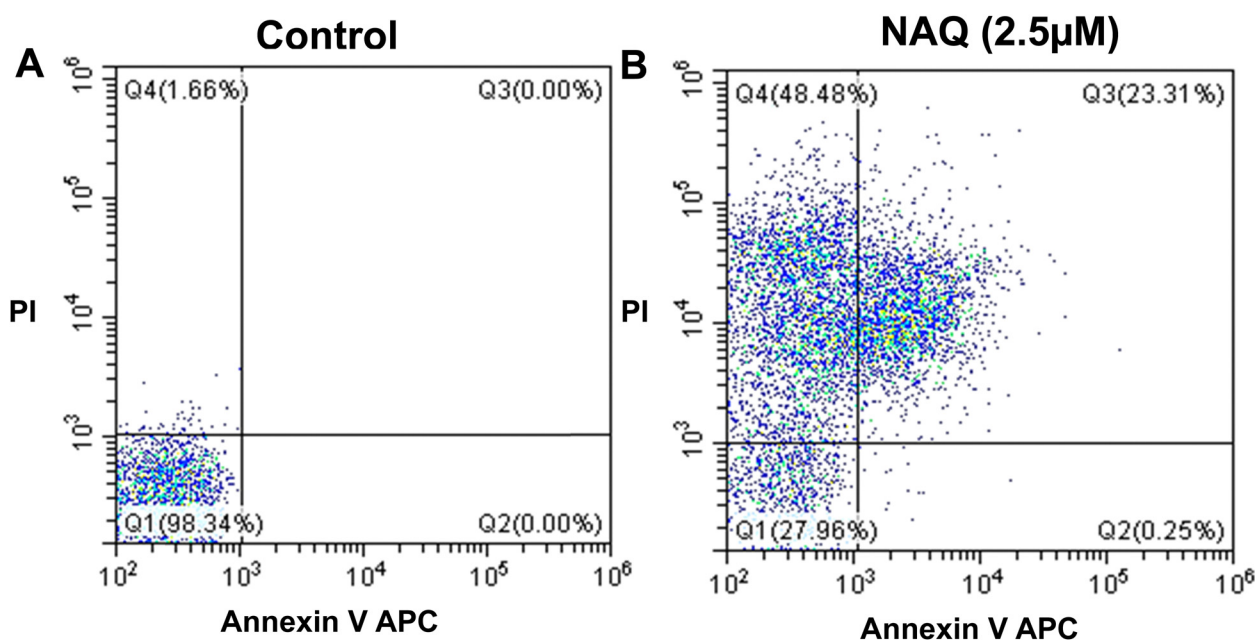 A
Control
Q4(1.66%)
Q3(0.00%)
Q1(98.34%)
Q2(0.00%)
PI
10^6
10^5
10^4
10^3
10^2 10^3 10^4 10^5 10^6
Annexin V APC
B
NAQ (2.5µM)
Q4(48.48%)
Q3(23.31%)
Q1(27.96%)
Q2(0.25%)
PI
10^6
10^5
10^4
10^3
10^2 10^3 10^4 10^5 10^6
Annexin V APC